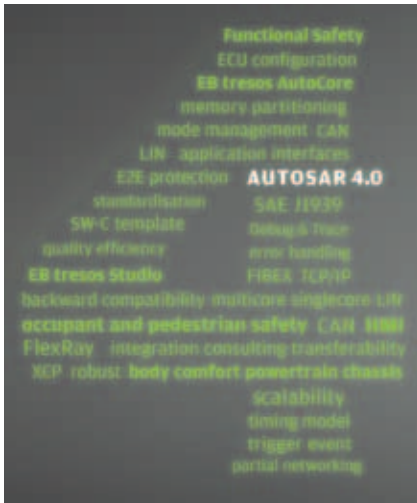 Functional Safety
ECU configuration
EB tresos AutoCore
memory partitioning
mode management CAN
LIN application interfaces
E2E protection AUTOSAR 4.0
standardisation SAE J1939
SW-C template Debug & Trace
quality efficiency error handling
EB tresos Studio FIBEX TCP/IP
backward compatibility multicore singlecore LIN
occupant and pedestrian safety CAN HMI
FlexRay integration consulting transferability
XCP robust body comfort powertrain chassis
scalability
timing model
trigger event
partial networking